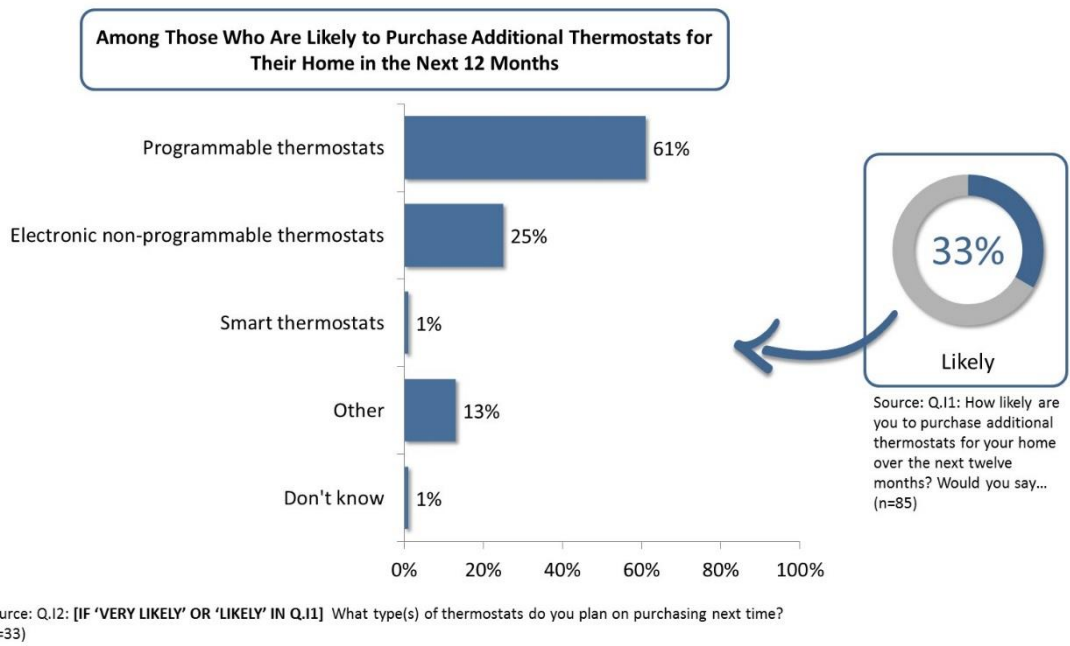 Among Those Who Are Likely to Purchase Additional Thermostats for
Their Home in the Next 12 Months
Programmable thermostats
61%
Electronic non-programmable thermostats
25%
Smart thermostats
1%
Other
13%
Don't know
1%
0% 20% 40% 60% 80% 100%
33%
Likely
Source: Q.I1: How likely are
you to purchase additional
thermostats for your home
over the next twelve
months? Would you say…
(n=85)
urce: Q.I2: [IF ‘VERY LIKELY’ OR ‘LIKELY’ IN Q.I1] What type(s) of thermostats do you plan on purchasing next time?
=33)